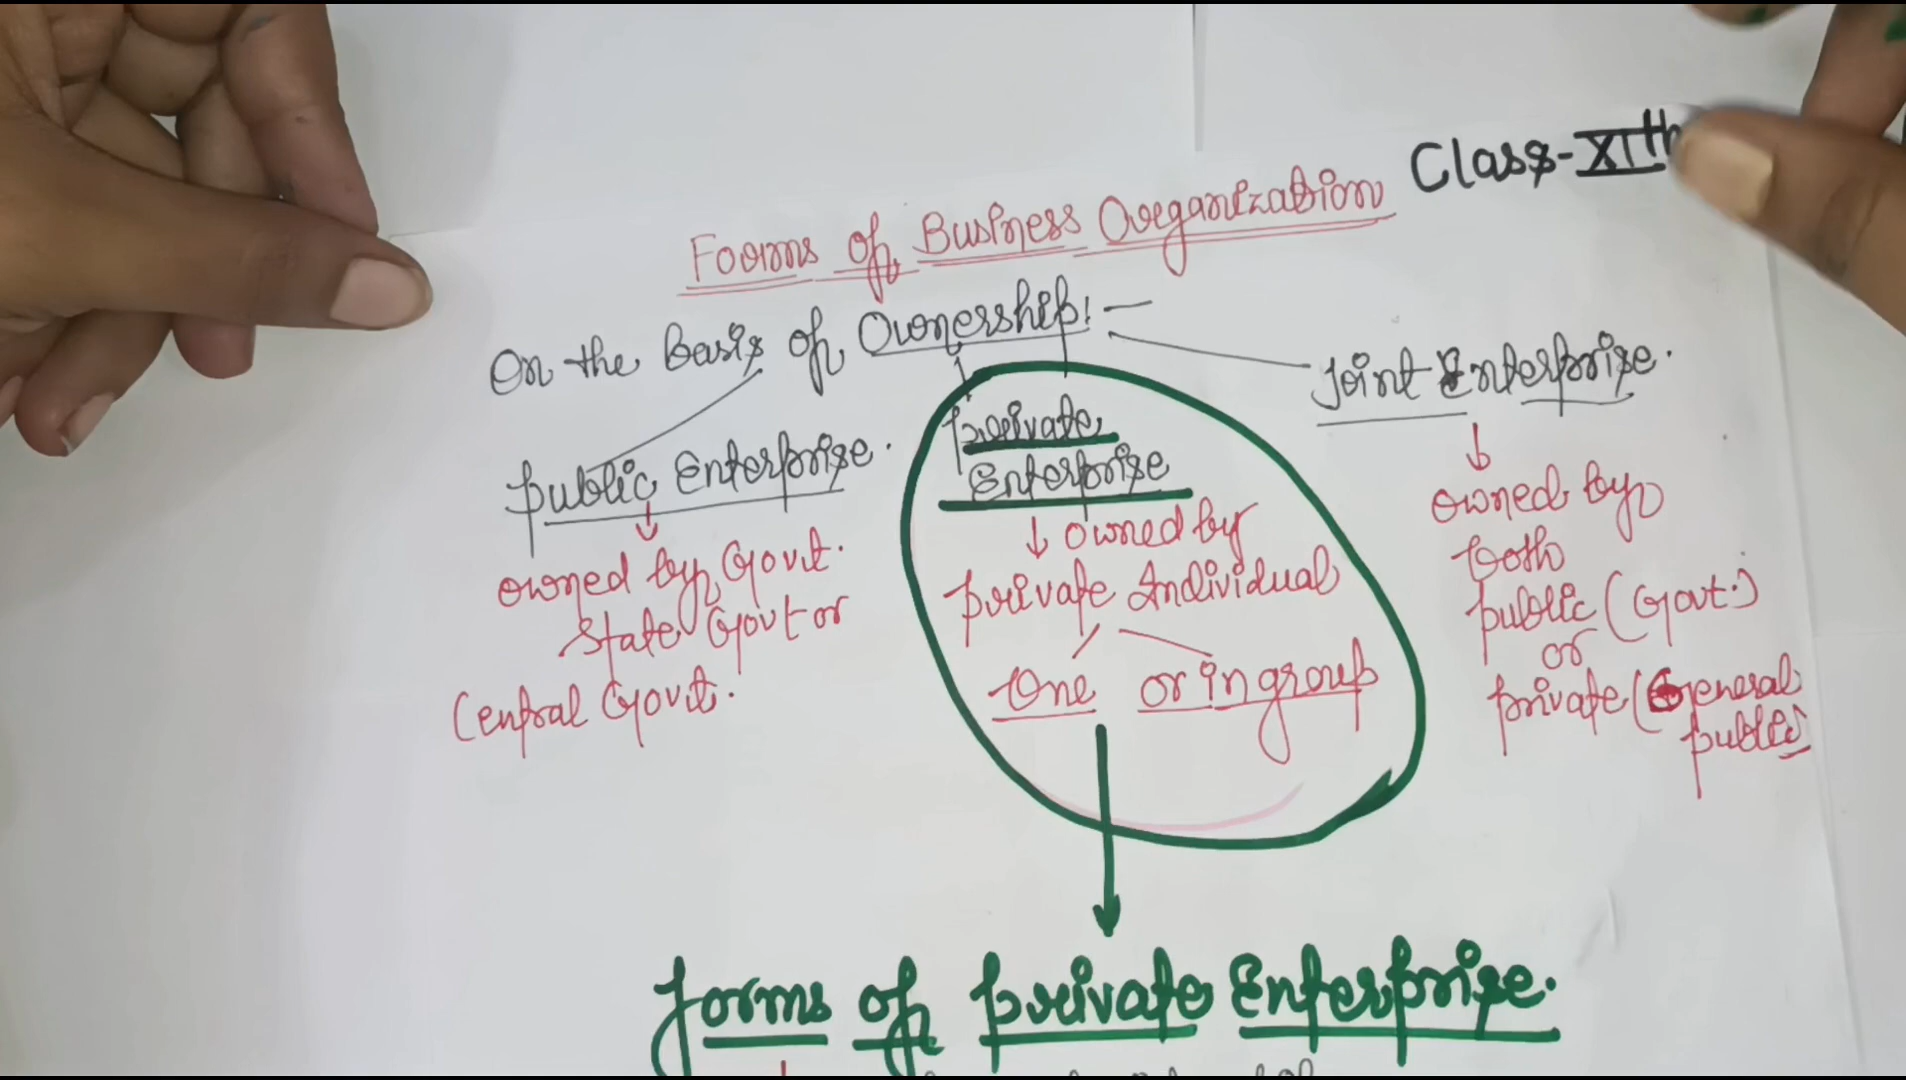 Class-XIth
Forms of Business Organization
On the Basis of Ownership:-
Public Enterprise.
owned by Govt.
State Govt or
Central Govt.
Private
Enterprise
owned by
private Individual
One or in group
Joint Enterprise.
owned by
both
public (Govt.)
or
private (General
public
Forms of Private Enterprise.